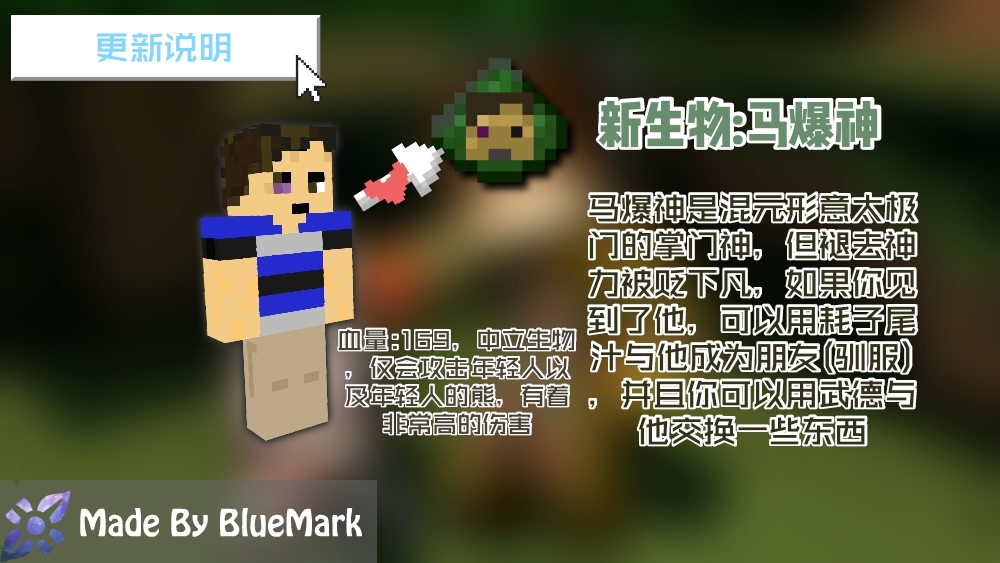 更新说明
新生物:马爆神
马爆神是混元形意太极
门的掌门神，但褪去神
力被贬下凡，如果你见
到了他，可以用耗子尾
汁与他成为朋友(驯服)
，并且你可以用武德与
他交换一些东西
血量:169，中立生物
，仅会攻击年轻人以
及年轻人的熊，有着
非常高的伤害
Made By BlueMark